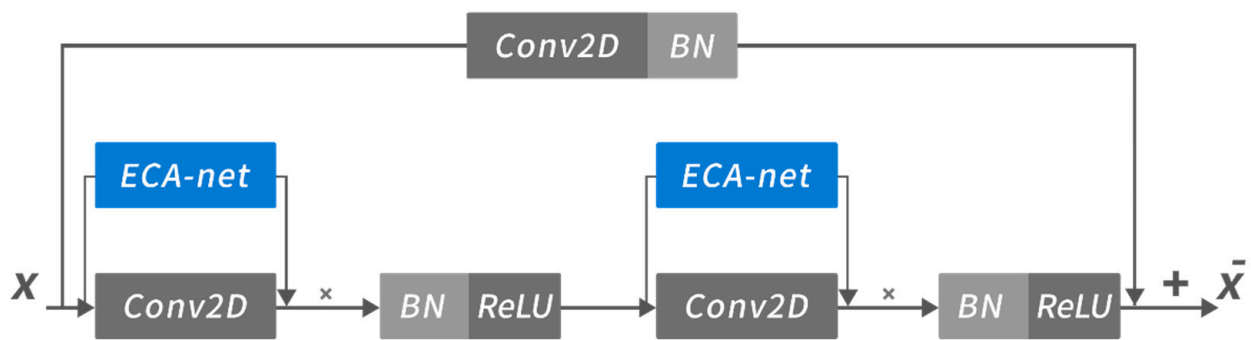 Conv2D BN
ECA-net ECA-net
x Conv2D × BN ReLU Conv2D × BN ReLU + x̄